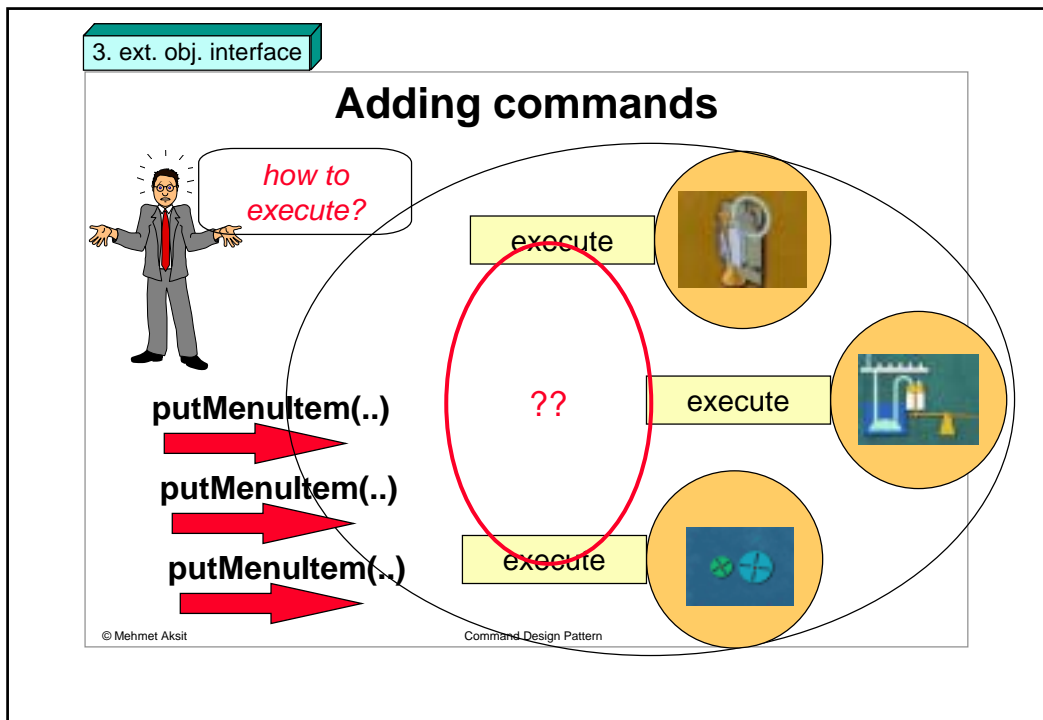 3. ext. obj. interface
Adding commands
how to
execute?
execute
??
execute
execute
putMenuItem(..)
putMenuItem(..)
putMenuItem(..)
© Mehmet Aksit
Command Design Pattern